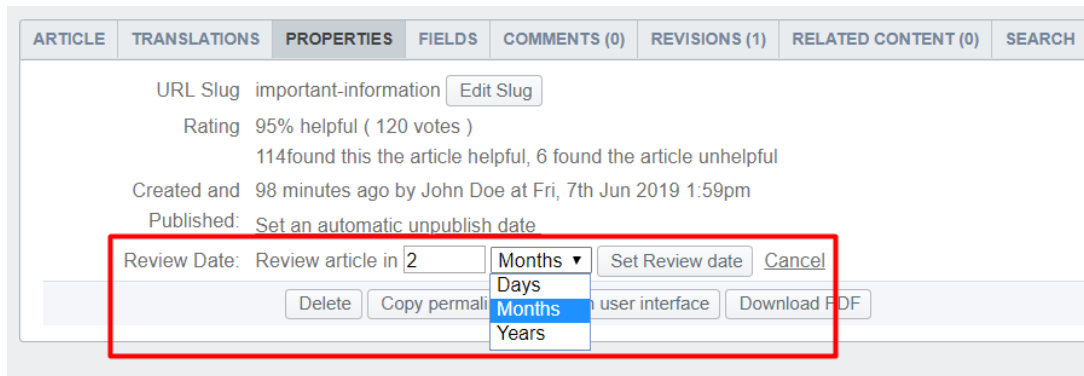 ARTICLE TRANSLATIONS PROPERTIES FIELDS COMMENTS (0) REVISIONS (1) RELATED CONTENT (0) SEARCH
URL Slug important-information Edit Slug
Rating 95% helpful ( 120 votes )
114found this the article helpful, 6 found the article unhelpful
Created and 98 minutes ago by John Doe at Fri, 7th Jun 2019 1:59pm
Published: Set an automatic unpublish date
Review Date: Review article in 2 Months ▼ Set Review date Cancel
Days
Delete Copy permali Months user interface Download PDF
Years